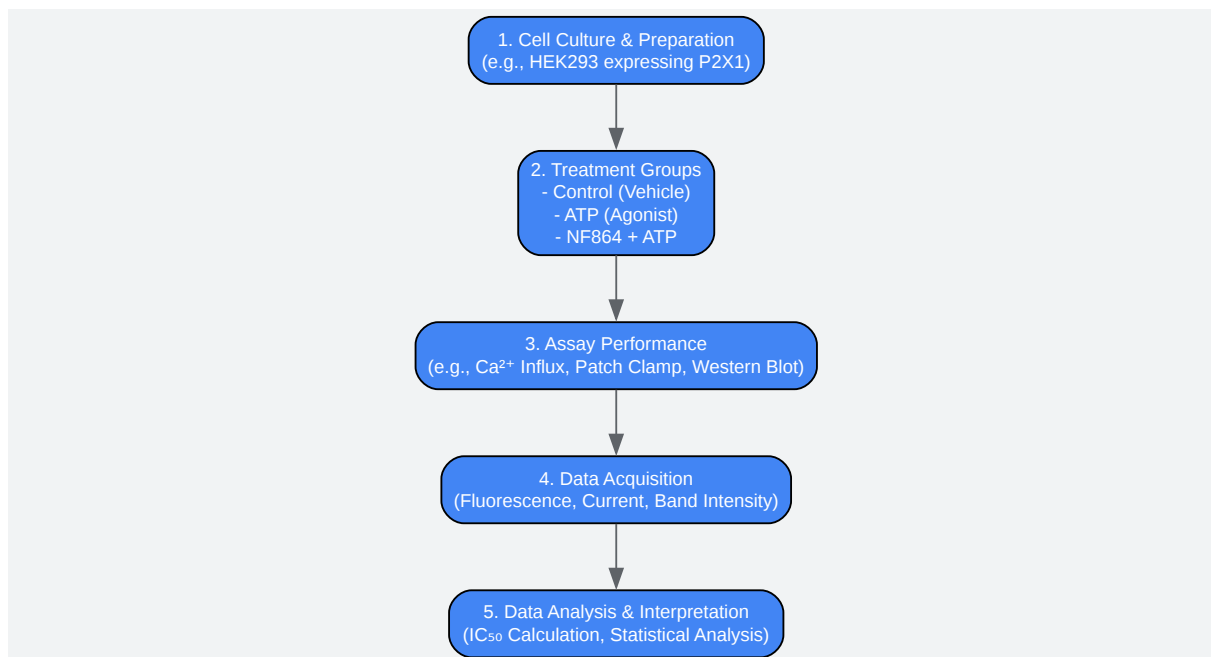 1. Cell Culture & Preparation
(e.g., HEK293 expressing P2X1)
2. Treatment Groups
- Control (Vehicle)
- ATP (Agonist)
- NF864 + ATP
3. Assay Performance
(e.g., Ca²⁺ Influx, Patch Clamp, Western Blot)
4. Data Acquisition
(Fluorescence, Current, Band Intensity)
5. Data Analysis & Interpretation
(IC₅₀ Calculation, Statistical Analysis)